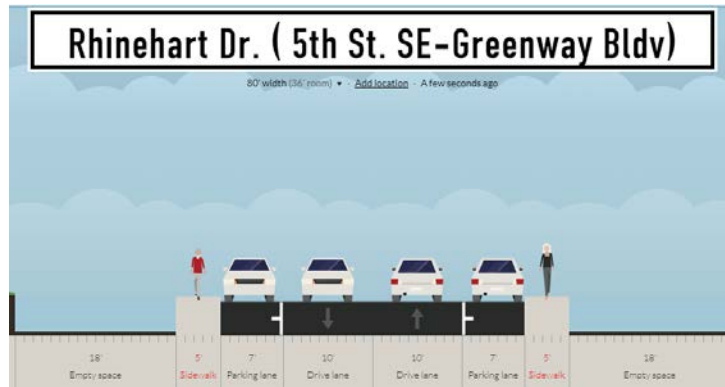 Rhinehart Dr. ( 5th St. SE-Greenway Bldv)
80' width (36' room) ▾ · Add location · A few seconds ago
18' 5' 7' 10' 10' 7' 5' 18'
Empty space Sidewalk Parking lane Drive lane Drive lane Parking lane Sidewalk Empty space